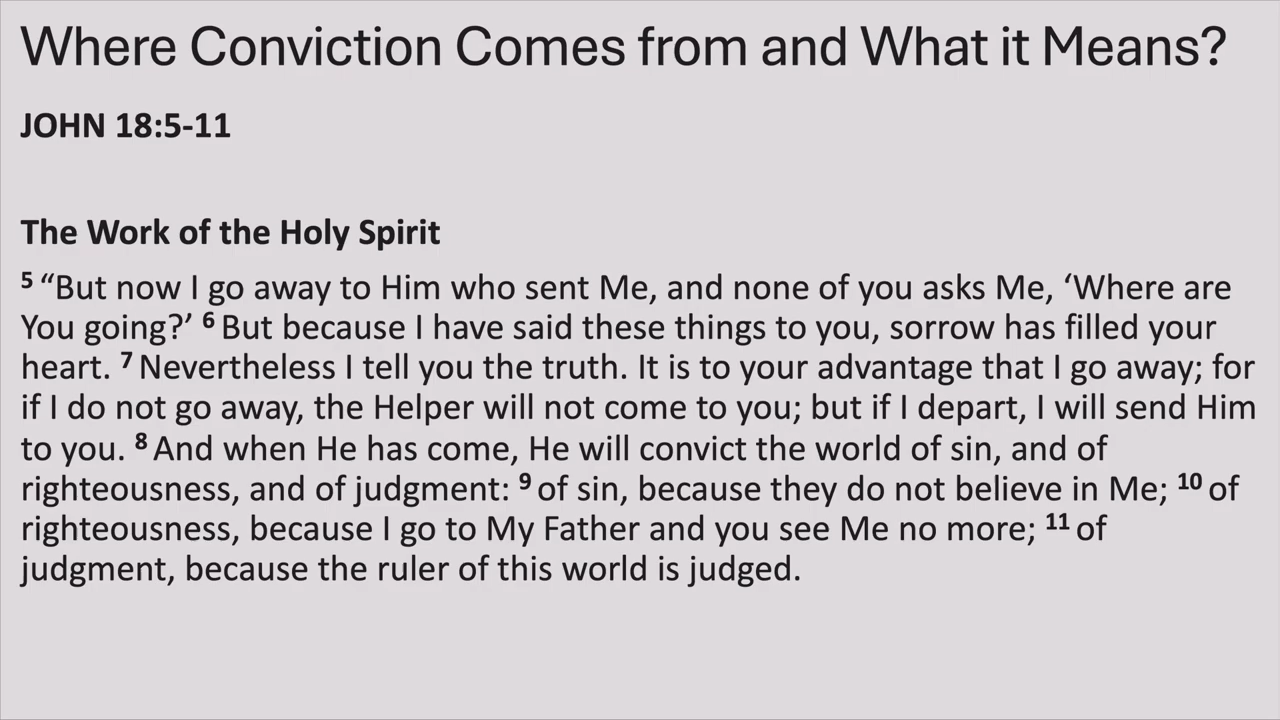 Where Conviction Comes from and What it Means?
JOHN 18:5-11
The Work of the Holy Spirit
5 “But now I go away to Him who sent Me, and none of you asks Me, ‘Where are
You going?’ 6 But because I have said these things to you, sorrow has filled your
heart. 7 Nevertheless I tell you the truth. It is to your advantage that I go away; for
if I do not go away, the Helper will not come to you; but if I depart, I will send Him
to you. 8 And when He has come, He will convict the world of sin, and of
righteousness, and of judgment: 9 of sin, because they do not believe in Me; 10 of
righteousness, because I go to My Father and you see Me no more; 11 of
judgment, because the ruler of this world is judged.